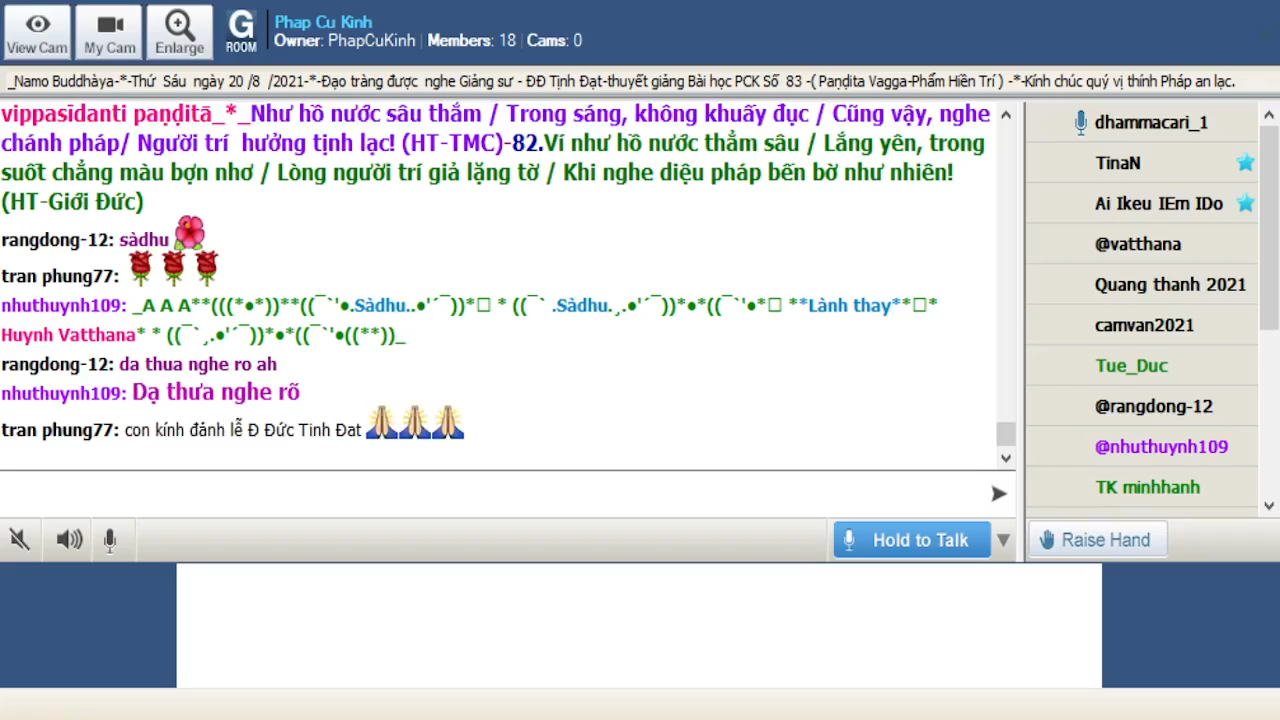 View Cam
My Cam
Enlarge
G
ROOM
Phap Cu Kinh
Owner: PhapCuKinh | Members: 18 | Cams: 0
_Namo Buddhàya-*-Thứ Sáu ngày 20 /8 /2021-*-Đạo tràng được nghe Giảng sư - ĐĐ Tịnh Đạt-thuyết giảng Bài học PCK Số 83 -( Paṇḍita Vagga-Phẩm Hiền Trí ) -*-Kính chúc quý vị thính Pháp an lạc.
vippasīdanti paṇḍitā_*_Như hồ nước sâu thắm / Trong sáng, không khuấy đục / Cũng vậy, nghe
chánh pháp/ Người trí hưởng tịnh lạc! (HT-TMC)-82.Ví như hồ nước thẳm sâu / Lắng yên, trong
suốt chẳng màu bợn nhơ / Lòng người trí giả lặng tờ / Khi nghe diệu pháp bến bờ như nhiên!
(HT-Giới Đức)
rangdong-12: sàdhu
tran phung77:
nhuthuynh109: _A A A**(((*•*))**((¯`'•.Sàdhu..•'´¯))*□ * ((¯` .Sàdhu.¸.•'´¯))*•*((¯`'•*□ **Lành thay**□*
Huynh Vatthana* * ((¯`¸.•'´¯))*•*((¯`'•((**))_
rangdong-12: da thua nghe ro ah
nhuthuynh109: Dạ thưa nghe rõ
tran phung77: con kính đảnh lễ Đ Đức Tinh Đat
Hold to Talk
dhammacari_1
TinaN
Ai Ikeu IEm IDo
@vatthana
Quang thanh 2021
camvan2021
Tue_Duc
@rangdong-12
@nhuthuynh109
TK minhhanh
Raise Hand